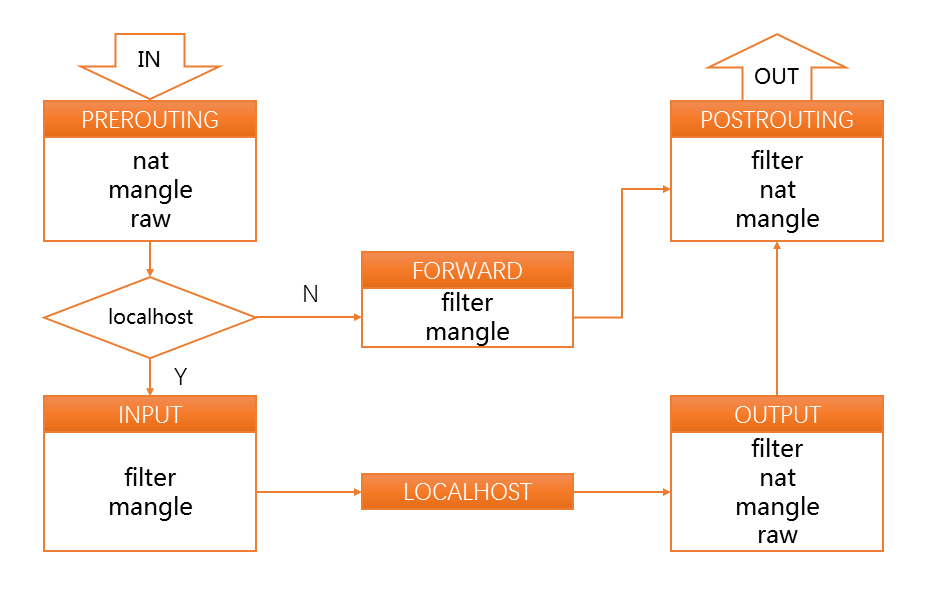 IN
PREROUTING
nat
mangle
raw
localhost
N
Y
FORWARD
filter
mangle
INPUT
filter
mangle
LOCALHOST
OUTPUT
filter
nat
mangle
raw
OUT
POSTROUTING
filter
nat
mangle